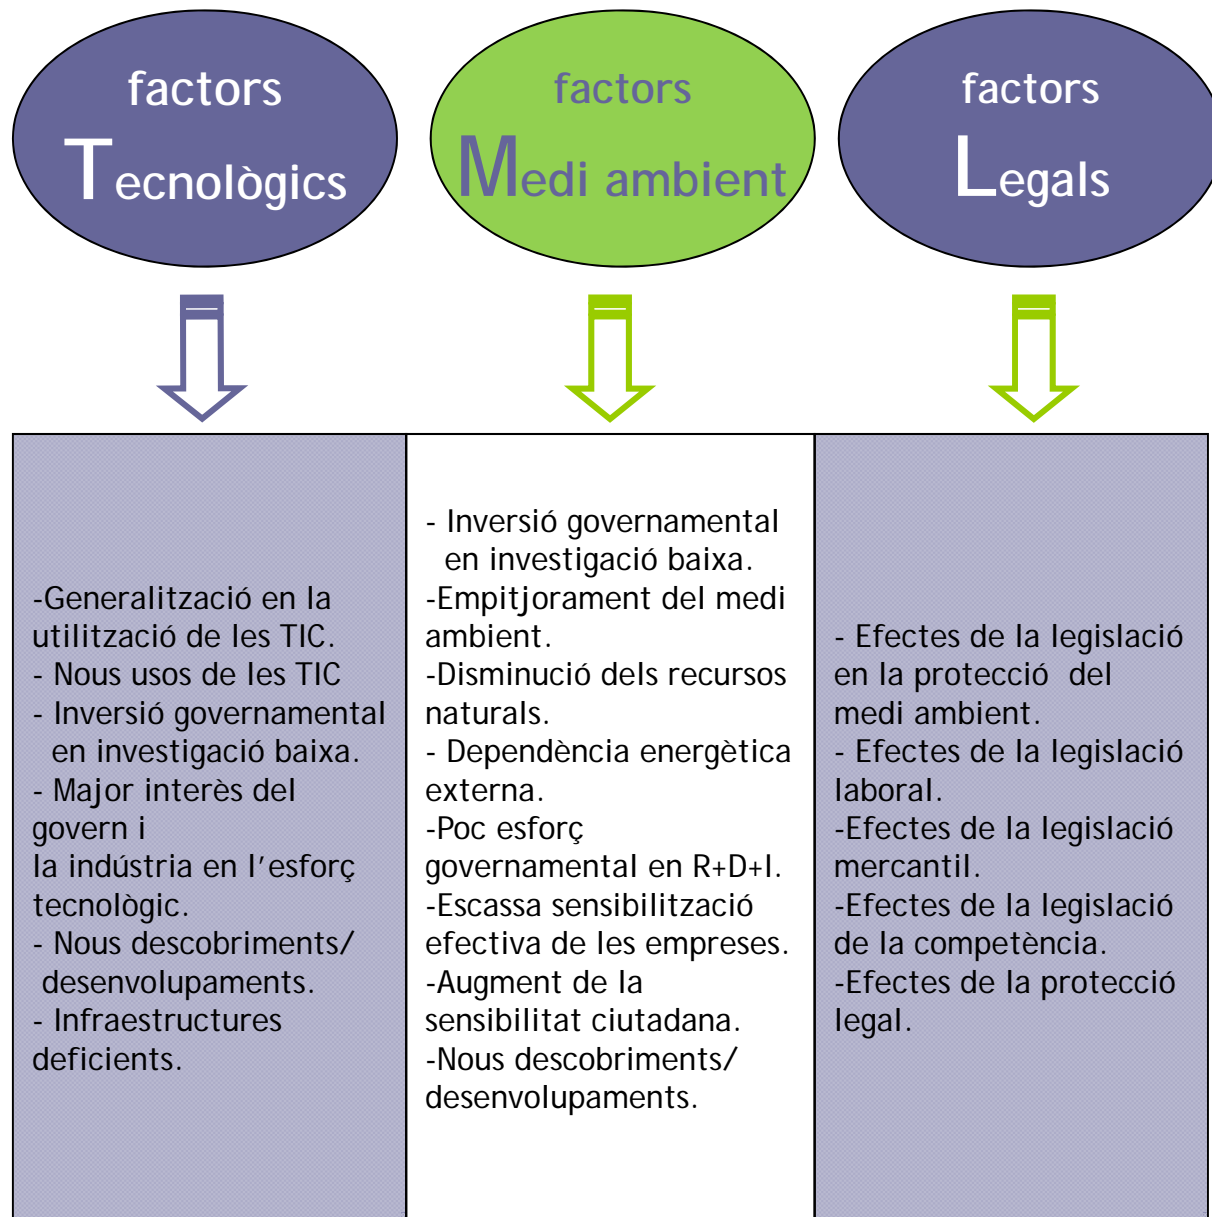 factors
Tecnològics
factors
Medi ambient
factors
Legals
-Generalització en la
utilització de les TIC.
- Nous usos de les TIC
- Inversió governamental
en investigació baixa.
- Major interès del
govern i
la indústria en l’esforç
tecnològic.
- Nous descobriments/
desenvolupaments.
- Infraestructures
deficients.
- Inversió governamental
en investigació baixa.
-Empitjorament del medi
ambient.
-Disminució dels recursos
naturals.
- Dependència energètica
externa.
-Poc esforç
governamental en R+D+I.
-Escassa sensibilització
efectiva de les empreses.
-Augment de la
sensibilitat ciutadana.
-Nous descobriments/
desenvolupaments.
- Efectes de la legislació
en la protecció  del
medi ambient.
- Efectes de la legislació
laboral.
-Efectes de la legislació
mercantil.
-Efectes de la legislació
de la competència.
-Efectes de la protecció
legal.